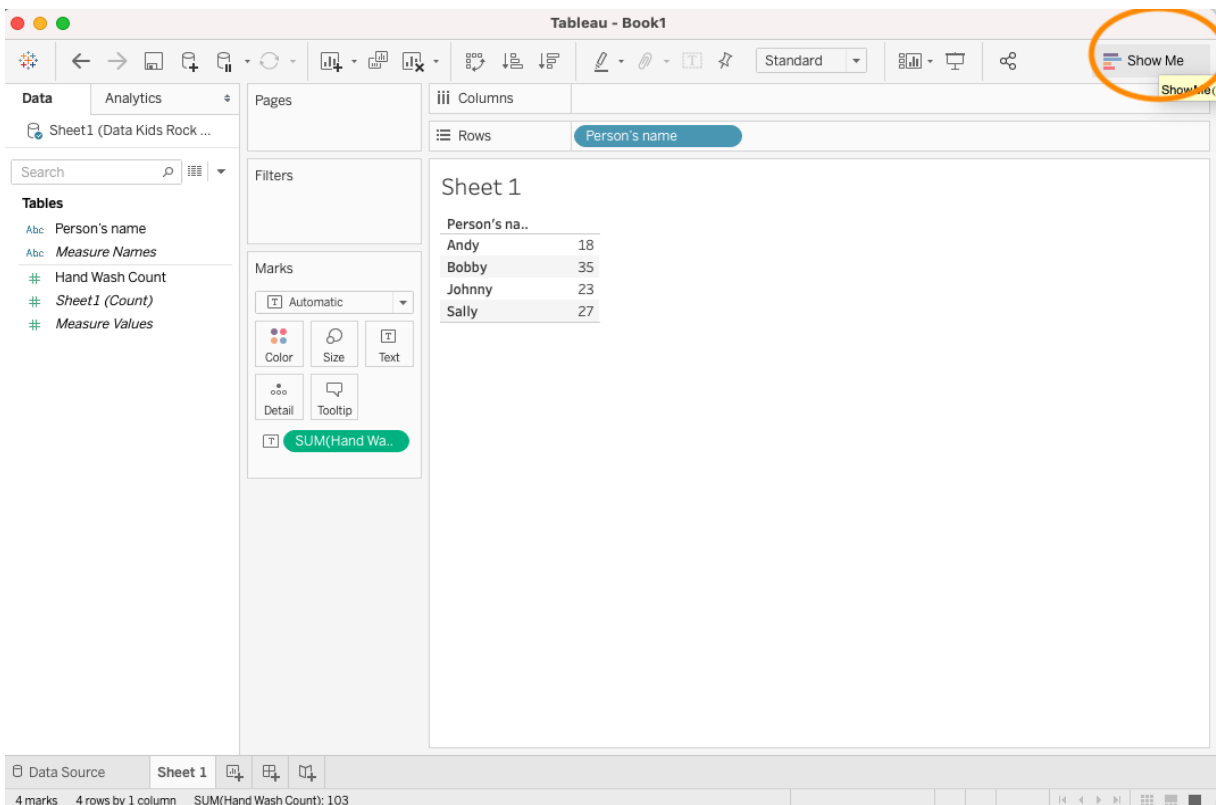 Tableau - Book1
Standard
Show Me
Data
Analytics
Sheet1 (Data Kids Rock ...
Search
Tables
Abc Person's name
Abc Measure Names
# Hand Wash Count
# Sheet1 (Count)
# Measure Values
Pages
Filters
Marks
T Automatic
Color
Size
T
Text
Detail
Tooltip
T SUM(Hand Wa..
iii Columns
Rows
Person's name
Sheet 1
Person's na..
Andy 18
Bobby 35
Johnny 23
Sally 27
Data Source
Sheet 1
4 marks 4 rows by 1 column SUM(Hand Wash Count): 103